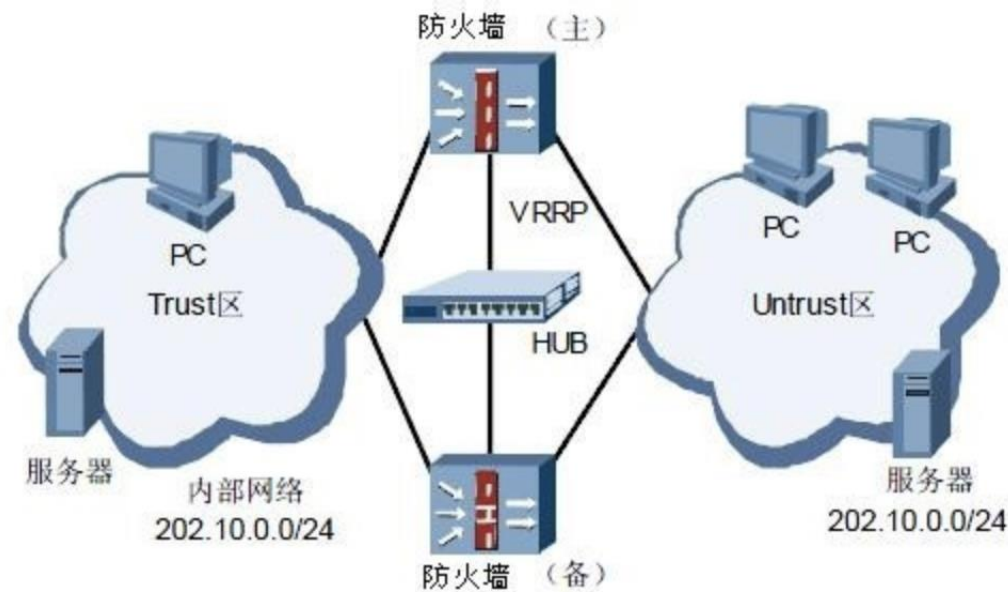 防火墙 （主）
PC
Trust区
服务器
内部网络
202.10.0.0/24
VRRP
HUB
PC
PC
Untrust区
服务器
202.10.0.0/24
防火墙 （备）